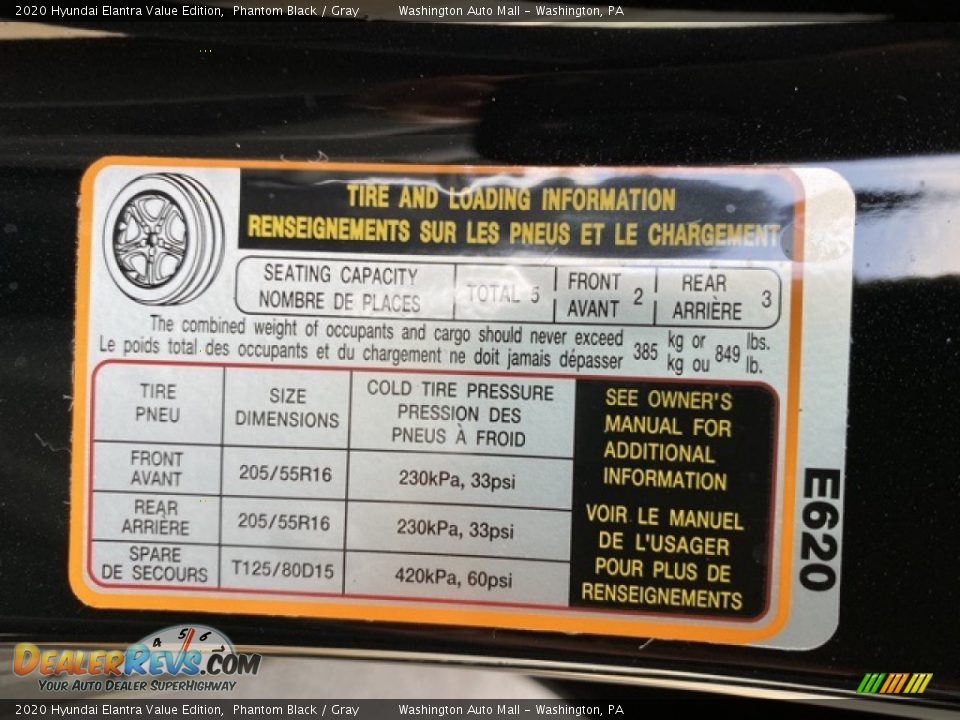 2020 Hyundai Elantra Value Edition, Phantom Black / Gray Washington Auto Mall - Washington, PA
TIRE AND LOADING INFORMATION
RENSEIGNEMENTS SUR LES PNEUS ET LE CHARGEMENT
SEATING CAPACITY
NOMBRE DE PLACES
TOTAL 5
FRONT
AVANT
2
REAR
ARRIÈRE
3
The combined weight of occupants and cargo should never exceed
Le poids total des occupants et du chargement ne doit jamais dépasser
385
kg or
kg ou
849
lbs.
lb.
TIRE
PNEU
SIZE
DIMENSIONS
COLD TIRE PRESSURE
PRESSION DES
PNEUS À FROID
FRONT
AVANT
205/55R16
230kPa, 33psi
REAR
ARRIÈRE
205/55R16
230kPa, 33psi
SPARE
DE SECOURS
T125/80D15
420kPa, 60psi
SEE OWNER'S
MANUAL FOR
ADDITIONAL
INFORMATION
VOIR LE MANUEL
DE L'USAGER
POUR PLUS DE
RENSEIGNEMENTS
E620
4 5 6
DEALERREVS.COM
YOUR AUTO DEALER SUPERHIGHWAY
2020 Hyundai Elantra Value Edition, Phantom Black / Gray Washington Auto Mall - Washington, PA